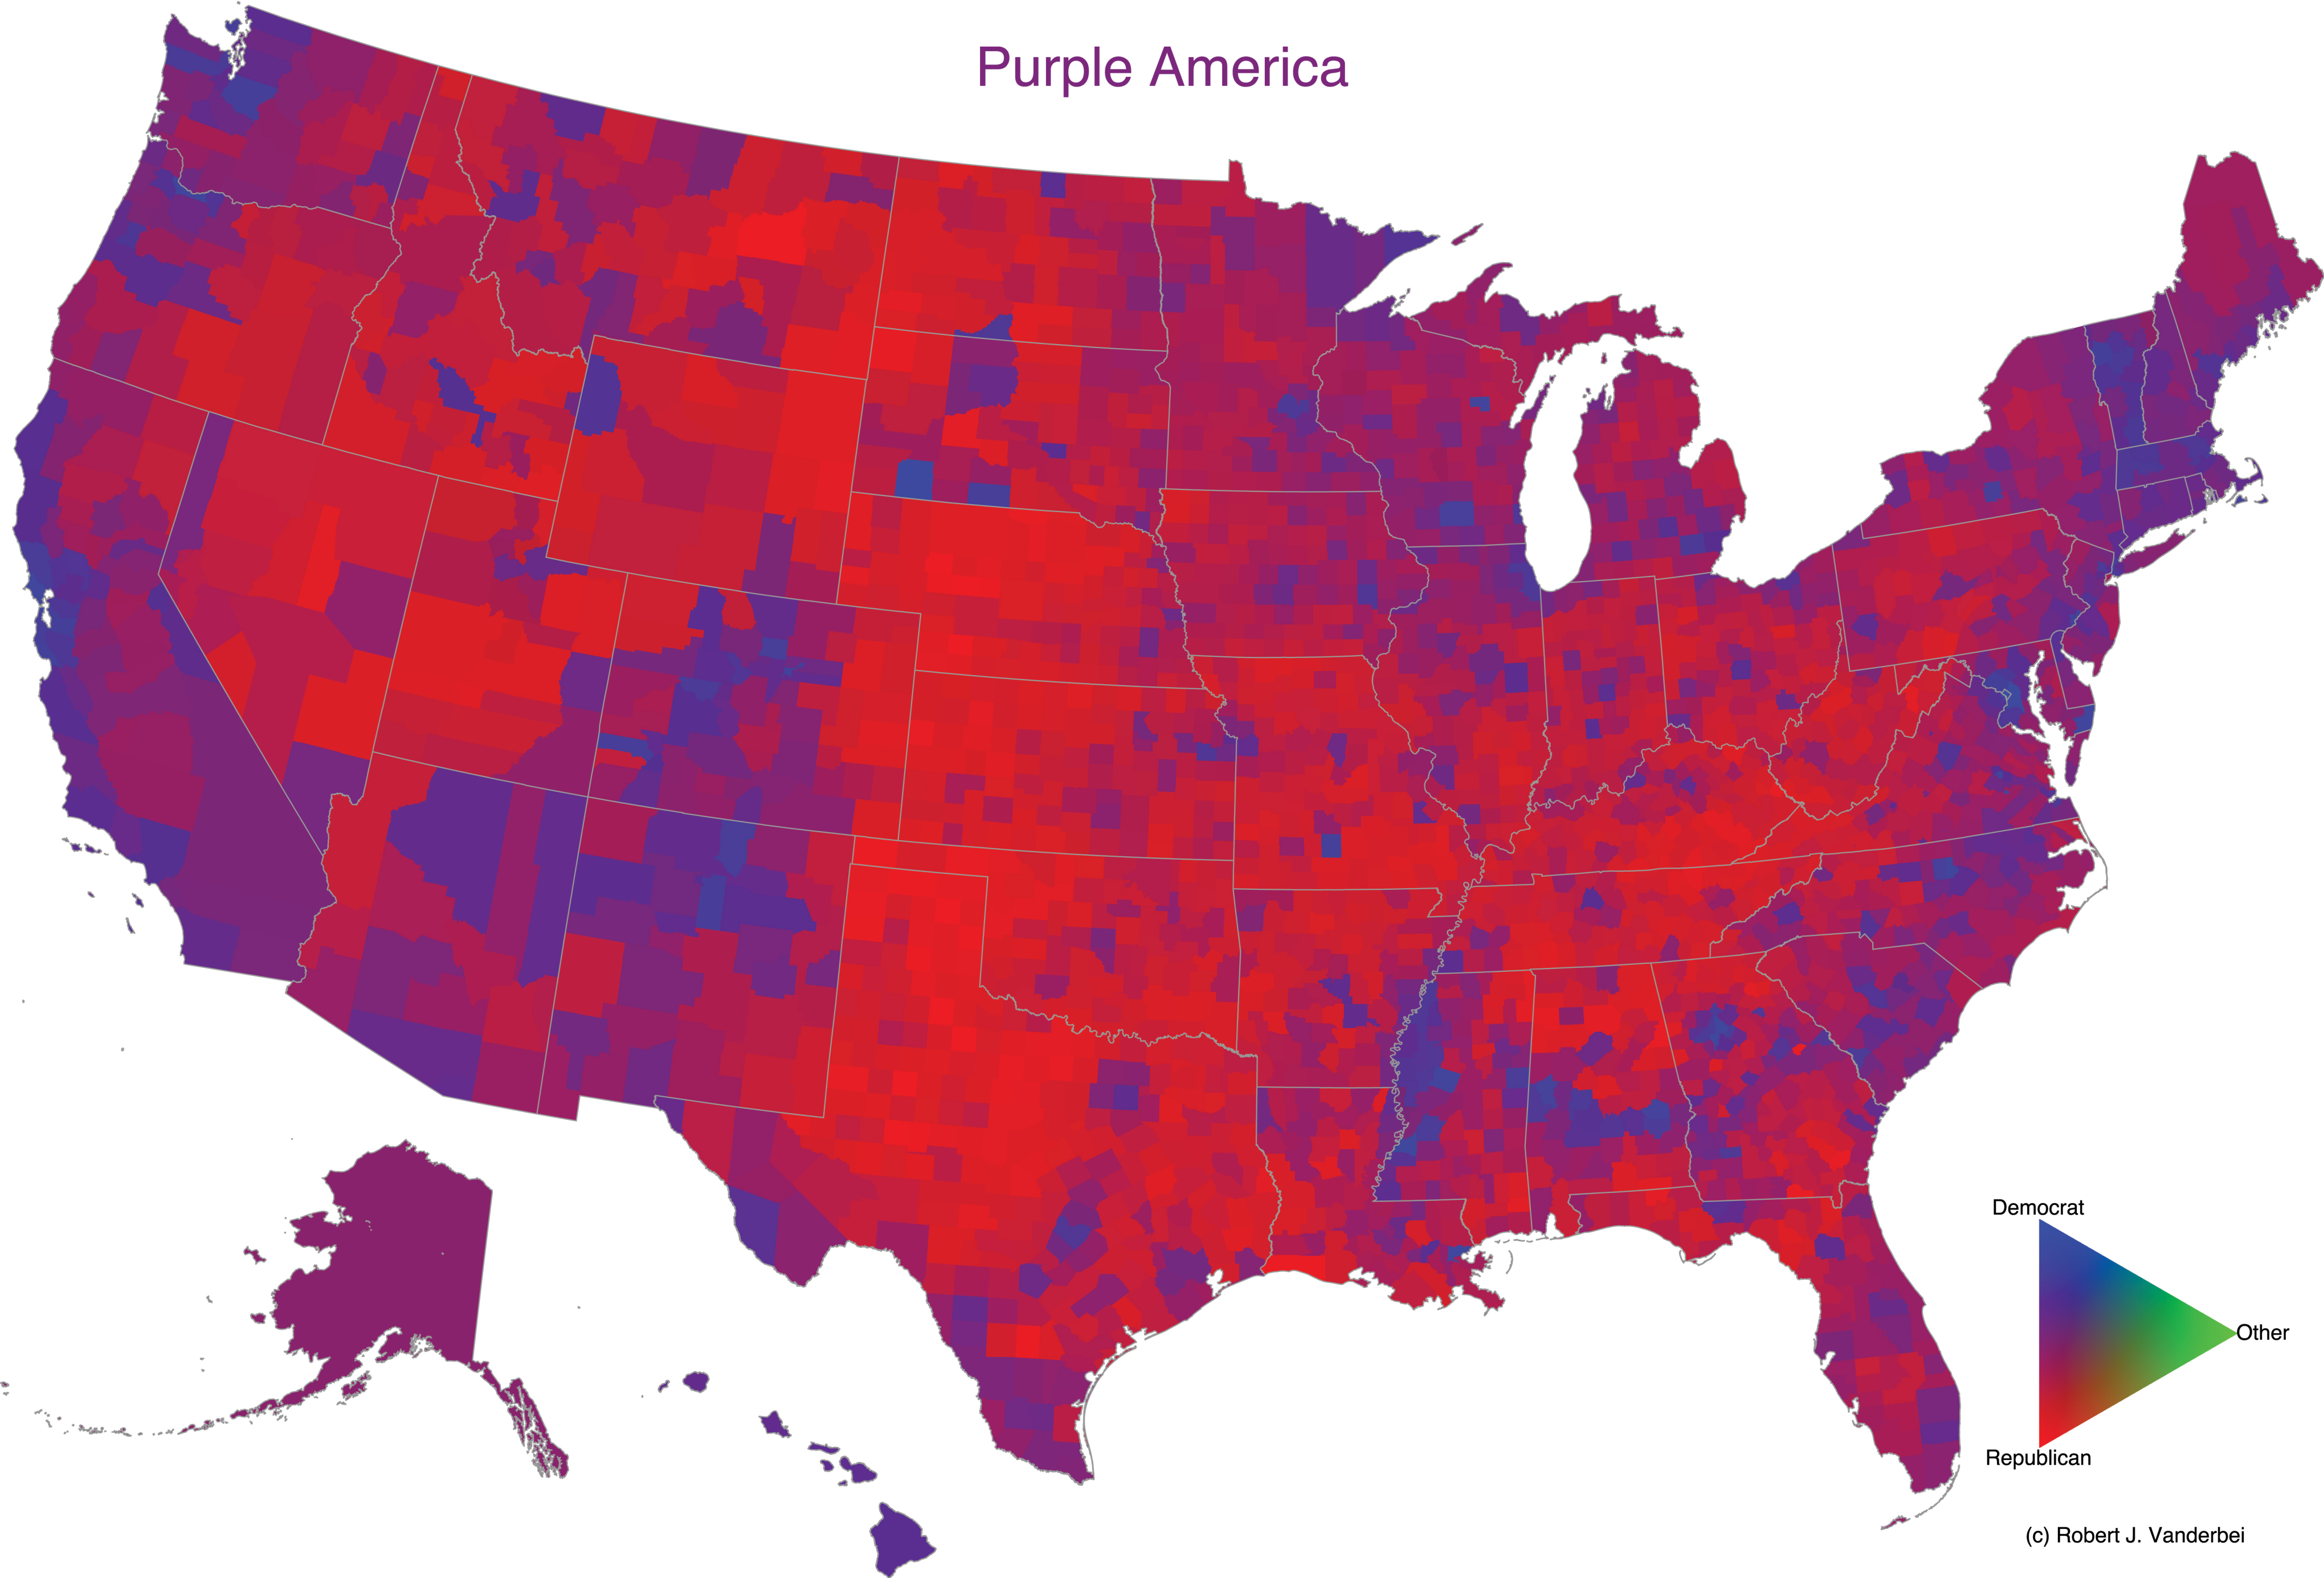 Purple America
Democrat
Other
Republican
(c) Robert J. Vanderbei